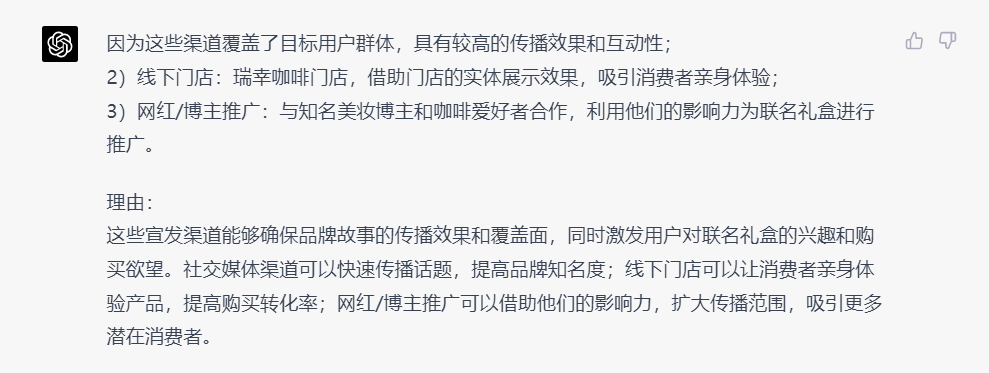 因为这些渠道覆盖了目标用户群体，具有较高的传播效果和互动性；
2）线下门店：瑞幸咖啡门店，借助门店的实体展示效果，吸引消费者亲身体验；
3）网红/博主推广：与知名美妆博主和咖啡爱好者合作，利用他们的影响力为联名礼盒进行
推广。
理由：
这些宣发渠道能够确保品牌故事的传播效果和覆盖面，同时激发用户对联名礼盒的兴趣和购
买欲望。社交媒体渠道可以快速传播话题，提高品牌知名度；线下门店可以让消费者亲身体
验产品，提高购买转化率；网红/博主推广可以借助他们的影响力，扩大传播范围，吸引更多
潜在消费者。